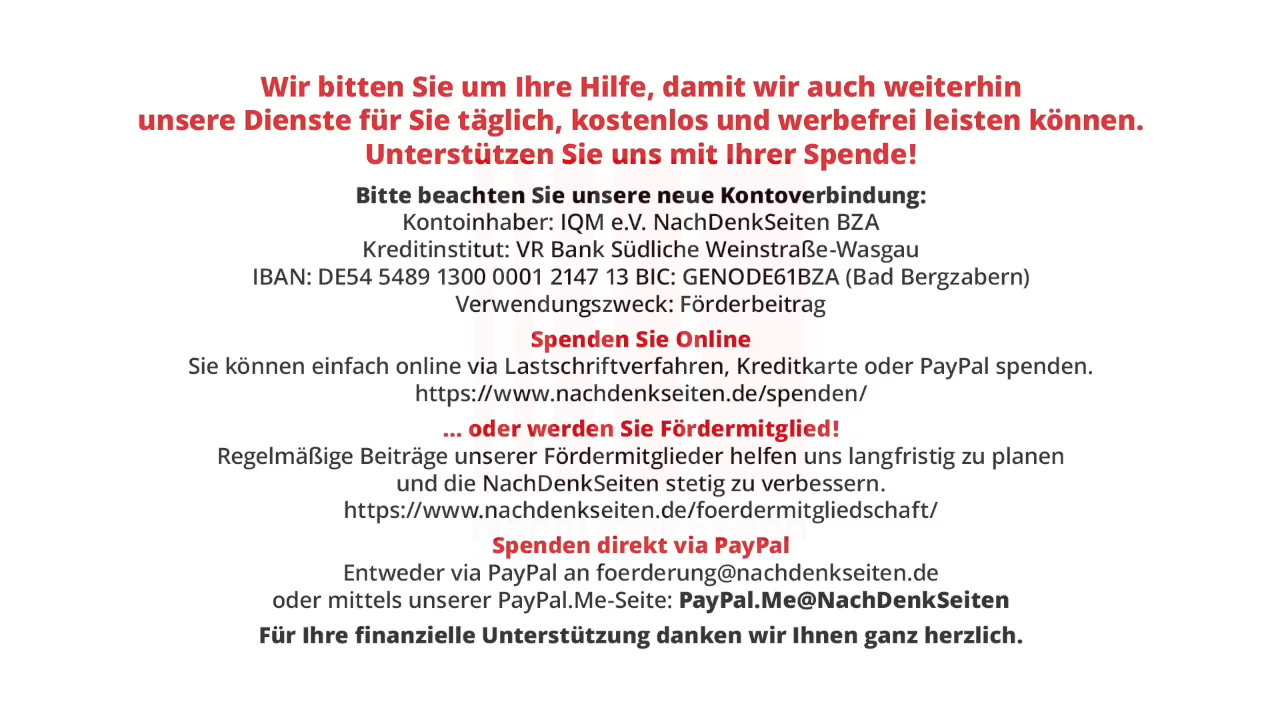 Wir bitten Sie um Ihre Hilfe, damit wir auch weiterhin
unsere Dienste für Sie täglich, kostenlos und werbefrei leisten können.
Unterstützen Sie uns mit Ihrer Spende!
Bitte beachten Sie unsere neue Kontoverbindung:
Kontoinhaber: IQM e.V. NachDenkSeiten BZA
Kreditinstitut: VR Bank Südliche Weinstraße-Wasgau
IBAN: DE54 5489 1300 0001 2147 13 BIC: GENODE61BZA (Bad Bergzabern)
Verwendungszweck: Förderbeitrag
Spenden Sie Online
Sie können einfach online via Lastschriftverfahren, Kreditkarte oder PayPal spenden.
https://www.nachdenkseiten.de/spenden/
... oder werden Sie Fördermitglied!
Regelmäßige Beiträge unserer Fördermitglieder helfen uns langfristig zu planen
und die NachDenkSeiten stetig zu verbessern.
https://www.nachdenkseiten.de/foerdermitgliedschaft/
Spenden direkt via PayPal
Entweder via PayPal an foerderung@nachdenkseiten.de
oder mittels unserer PayPal.Me-Seite: PayPal.Me@NachDenkSeiten
Für Ihre finanzielle Unterstützung danken wir Ihnen ganz herzlich.